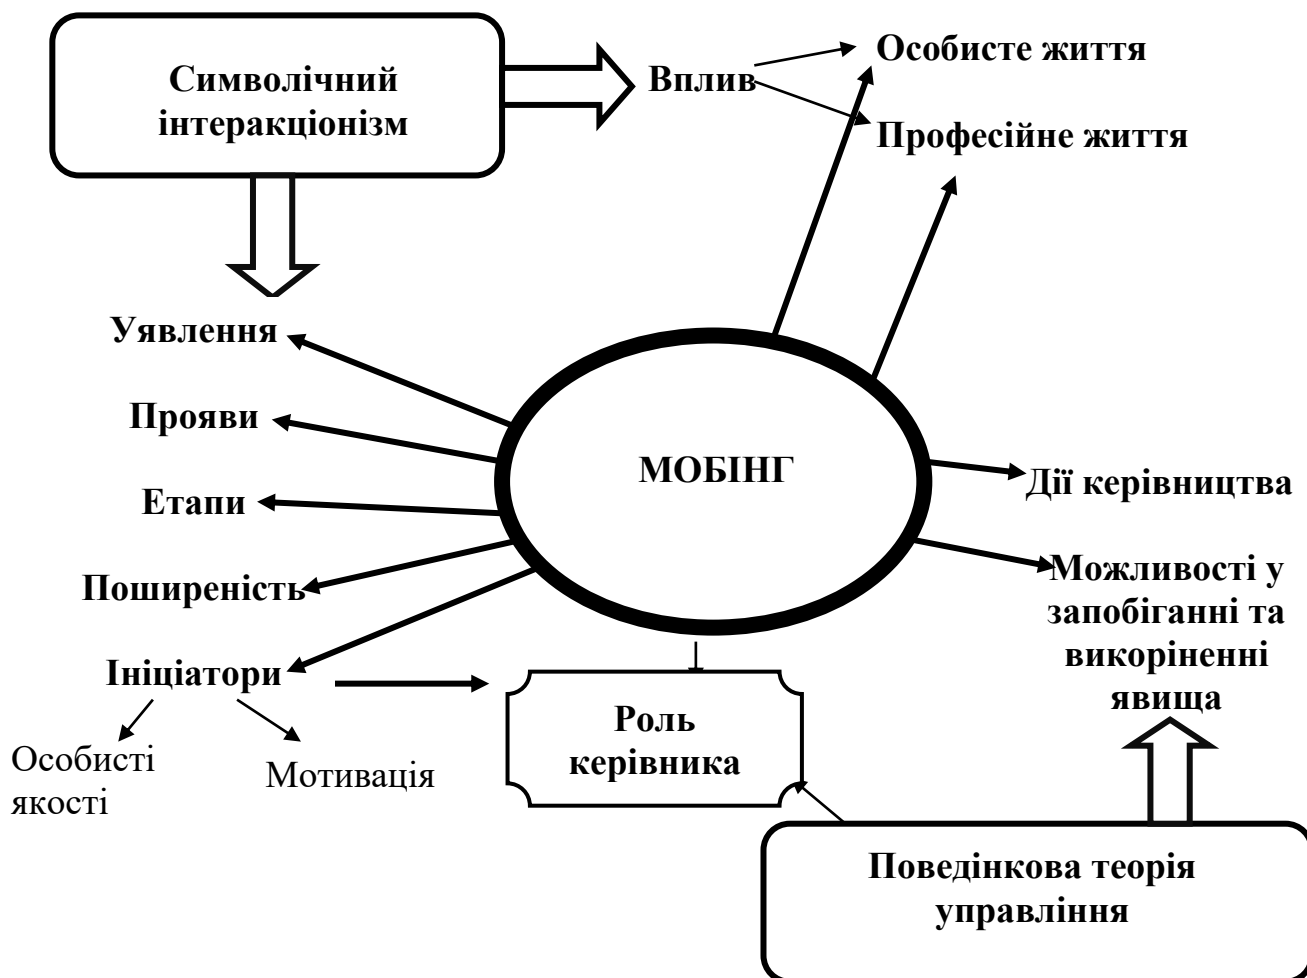 Символічний
інтеракціонізм
Вплив
Особисте життя
Професійне життя
Уявлення
Прояви
Етапи
Поширеність
Ініціатори
Особисті
якості
Мотивація
МОБІНГ
Дії керівництва
Можливості у
запобіганні та
викоріненні
явища
Роль
керівника
Поведінкова теорія
управління